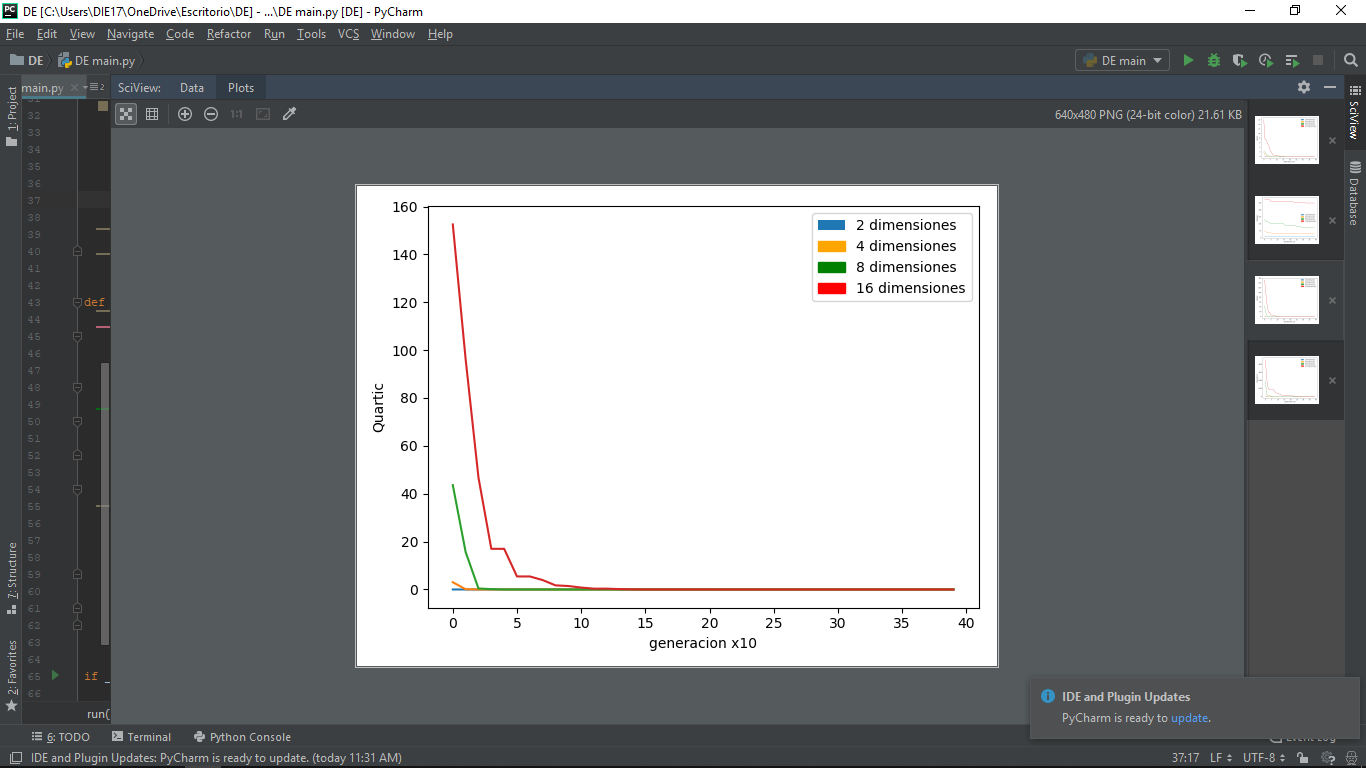 DE [C:\Users\DIE17\OneDrive\Escritorio\DE] - ...\DE main.py [DE] - PyCharm
File Edit View Navigate Code Refactor Run Tools VCS Window Help
DE DE main.py DE main
main.py 2 SciView: Data Plots
1:1 640x480 PNG (24-bit color) 21.61 KB
1: Project
7: Structure
2: Favorites
SciView
Database
32
33
34
35
36
37
38
39
40
41
42
43 def
44
45
46
47
48
49
50
51
52
53
54
55
56
57
58
59
60
61
62
63
64
65 if _
66
run(
160
140
120
100
80
60
40
20
0
Quartic
2 dimensiones
4 dimensiones
8 dimensiones
16 dimensiones
0 5 10 15 20 25 30 35 40
generacion x10
IDE and Plugin Updates
PyCharm is ready to update.
6: TODO Terminal Python Console Event Log
IDE and Plugin Updates: PyCharm is ready to update. (today 11:31 AM) 37:17 LF UTF-8